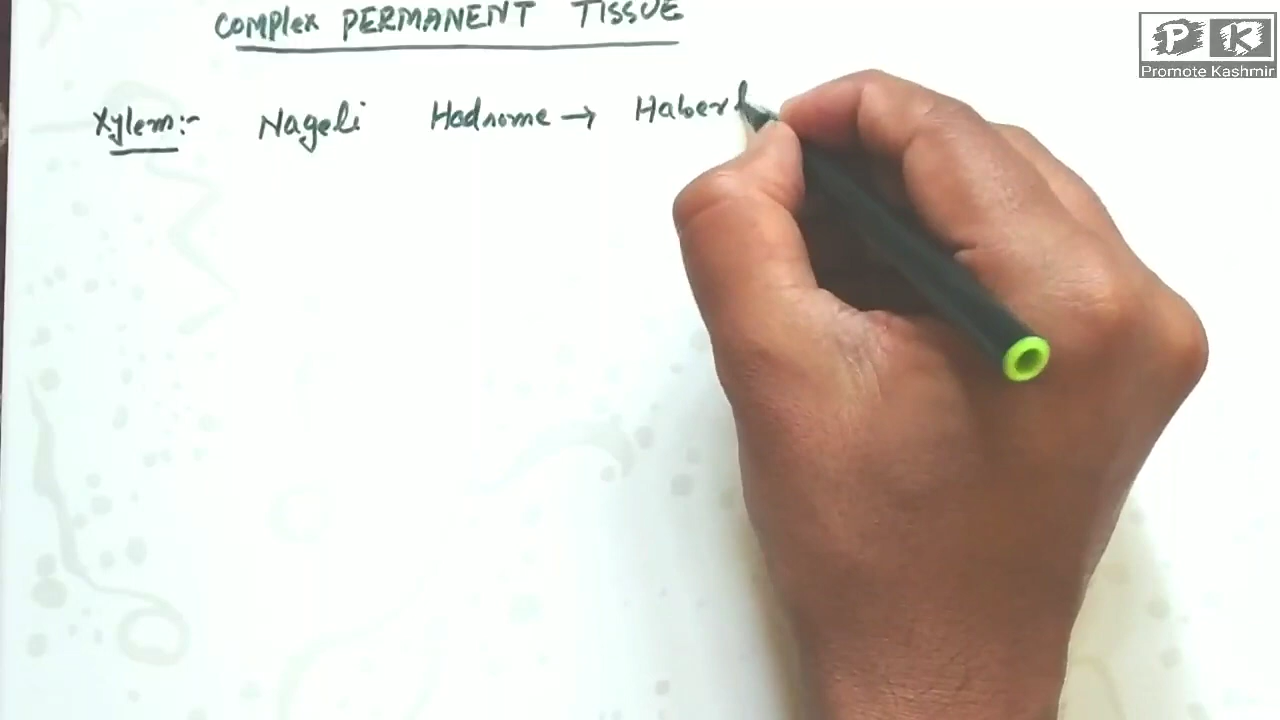 COMPlex PERMANENT TISSUE
PK
Promote Kashmir
Xylem:- Nageli Hadrome → Haber